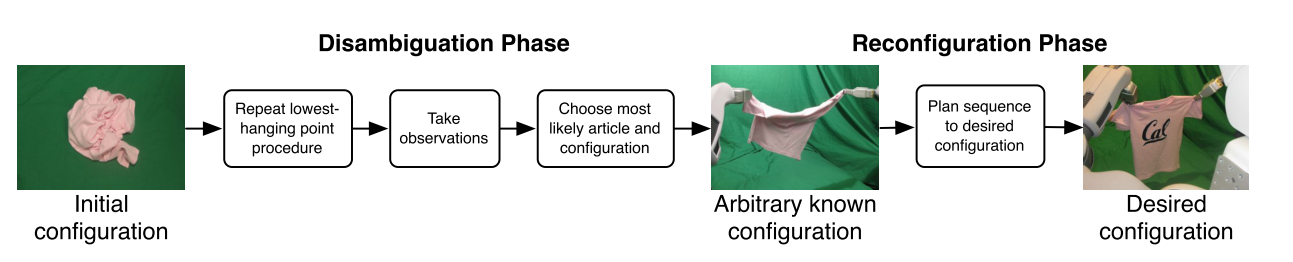 Disambiguation Phase
Reconfiguration Phase
Repeat lowest-
hanging point
procedure
Take
observations
Choose most
likely article and
configuration
Plan sequence
to desired
configuration
Cal
Initial
configuration
Arbitrary known
configuration
Desired
configuration